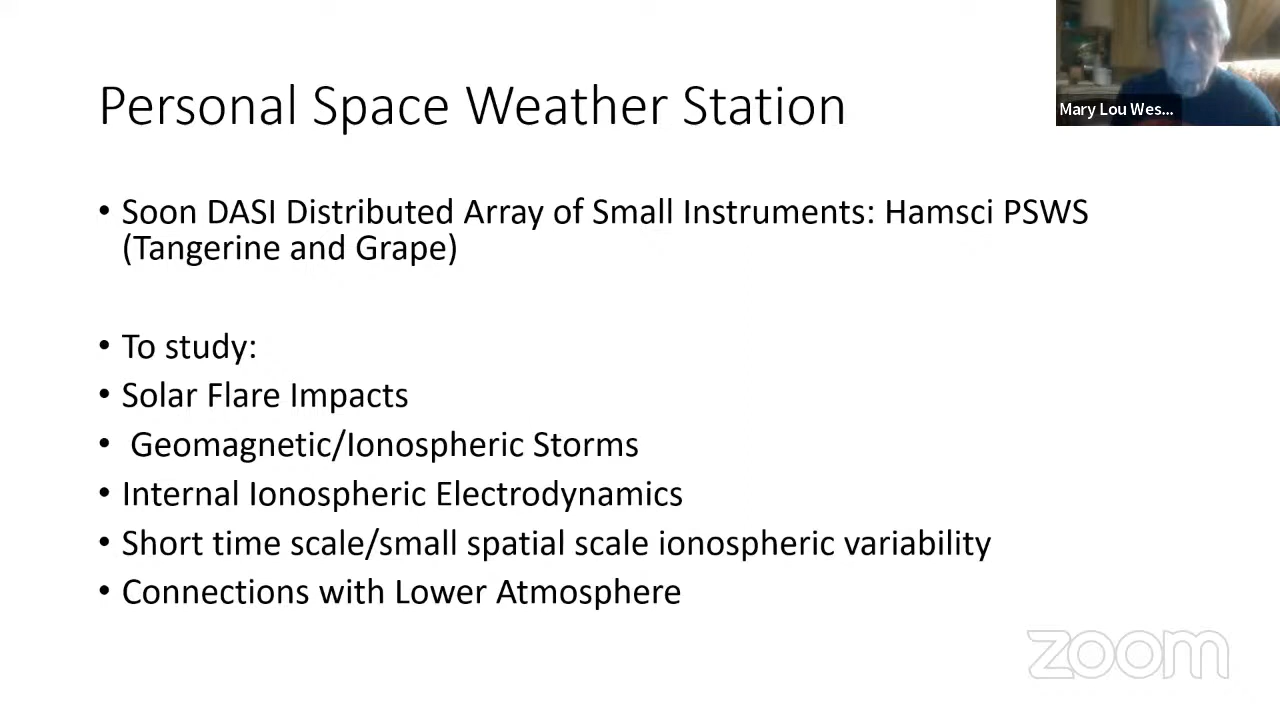 Personal Space Weather Station
Mary Lou Wes...
• Soon DASI Distributed Array of Small Instruments: Hamsci PSWS
(Tangerine and Grape)
• To study:
• Solar Flare Impacts
• Geomagnetic/Ionospheric Storms
• Internal Ionospheric Electrodynamics
• Short time scale/small spatial scale ionospheric variability
• Connections with Lower Atmosphere
zoom